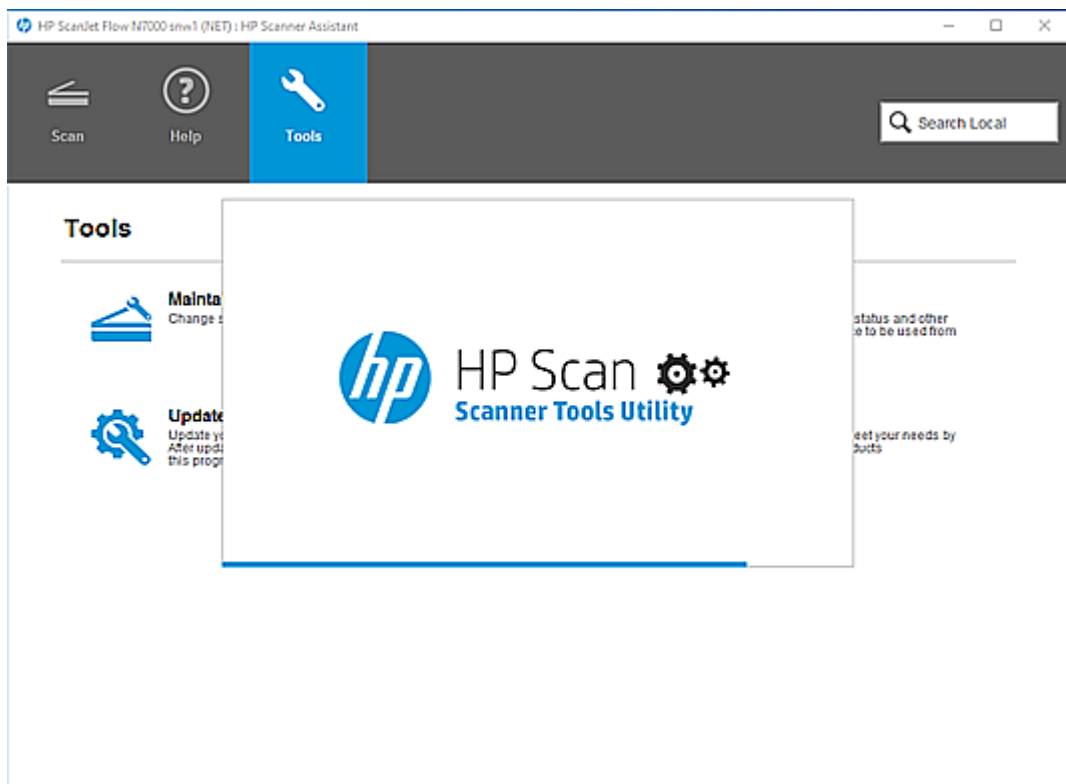 HP ScanJet Flow N7000 snw1 (NET) : HP Scanner Assistant
Scan
Help
Tools
Search Local
Tools
Mainta
Change s
status and other
e to be used from
hp
HP Scan
Scanner Tools Utility
Update
Update yo
After upda
this progr
eet your needs by
ducts